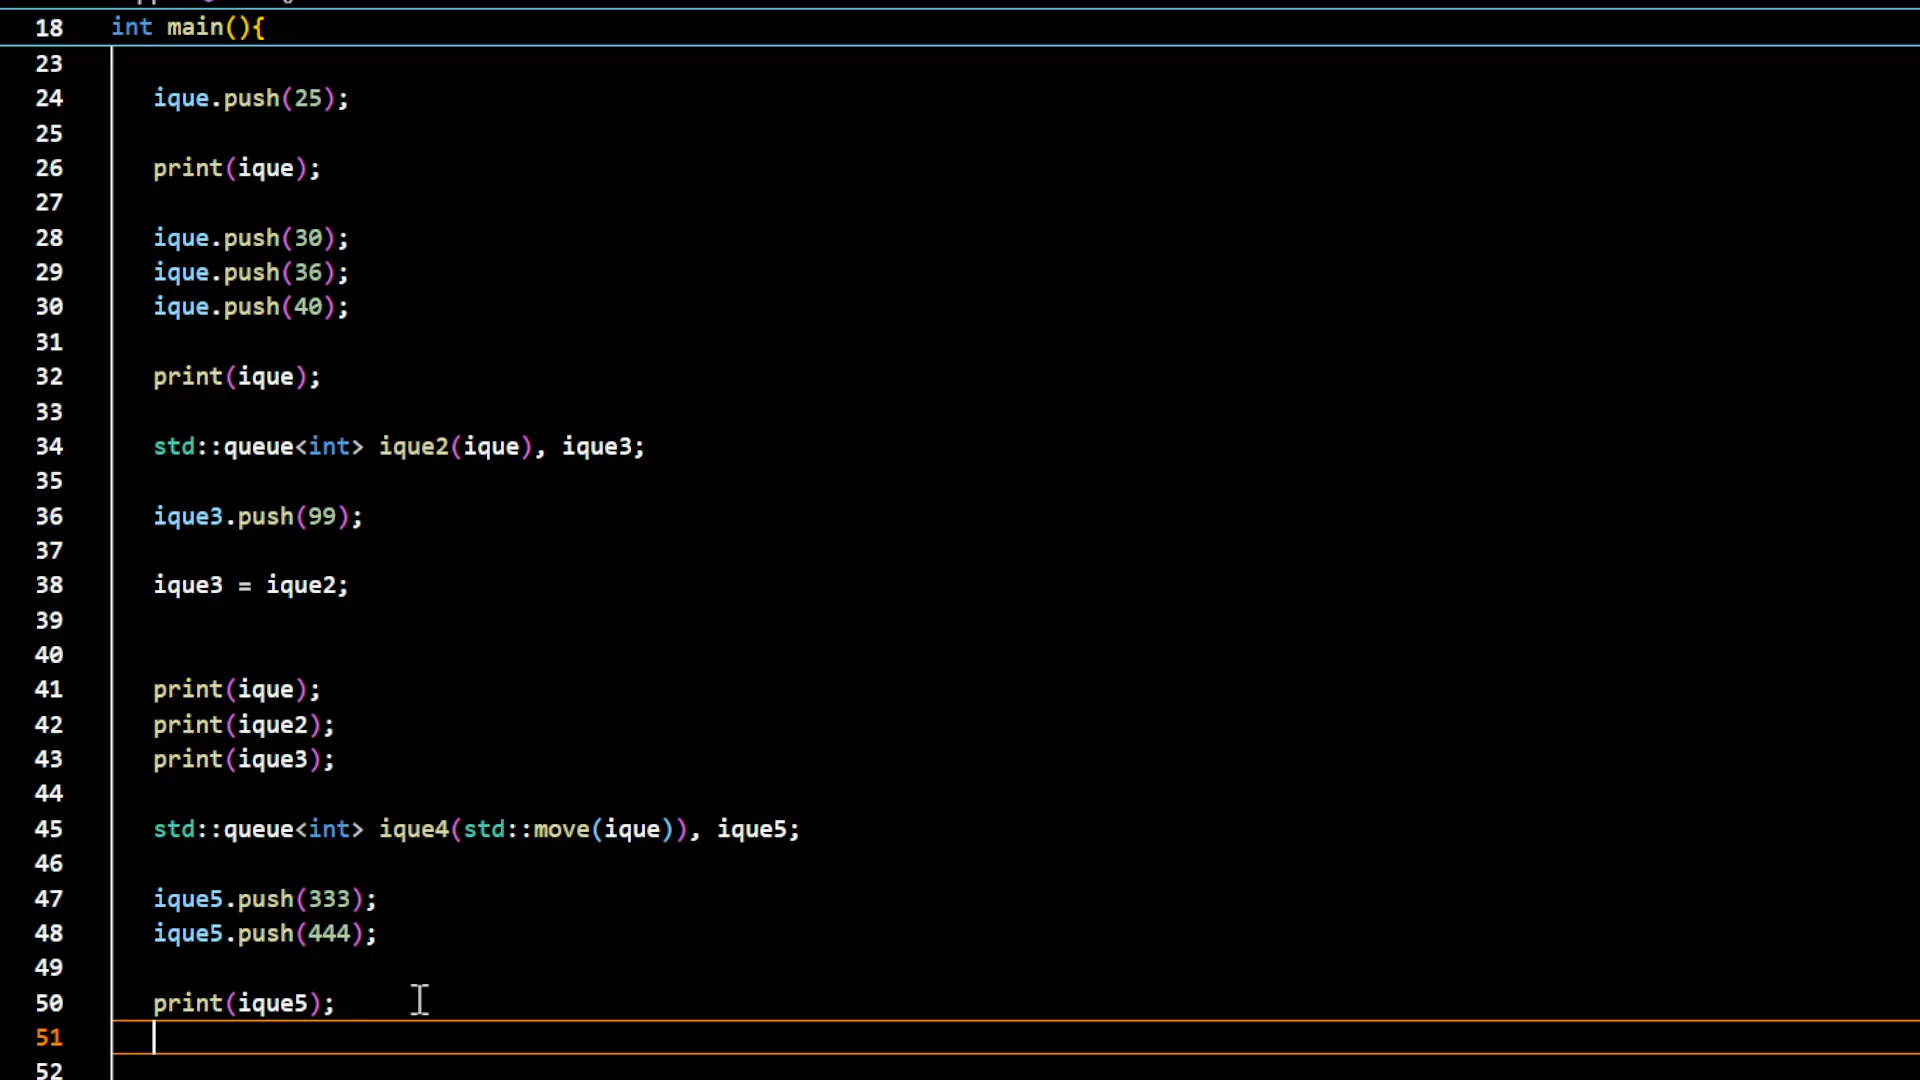 18 int main(){
23
24 ique.push(25);
25
26 print(ique);
27
28 ique.push(30);
29 ique.push(36);
30 ique.push(40);
31
32 print(ique);
33
34 std::queue<int> ique2(ique), ique3;
35
36 ique3.push(99);
37
38 ique3 = ique2;
39
40
41 print(ique);
42 print(ique2);
43 print(ique3);
44
45 std::queue<int> ique4(std::move(ique)), ique5;
46
47 ique5.push(333);
48 ique5.push(444);
49
50 print(ique5);
51
52